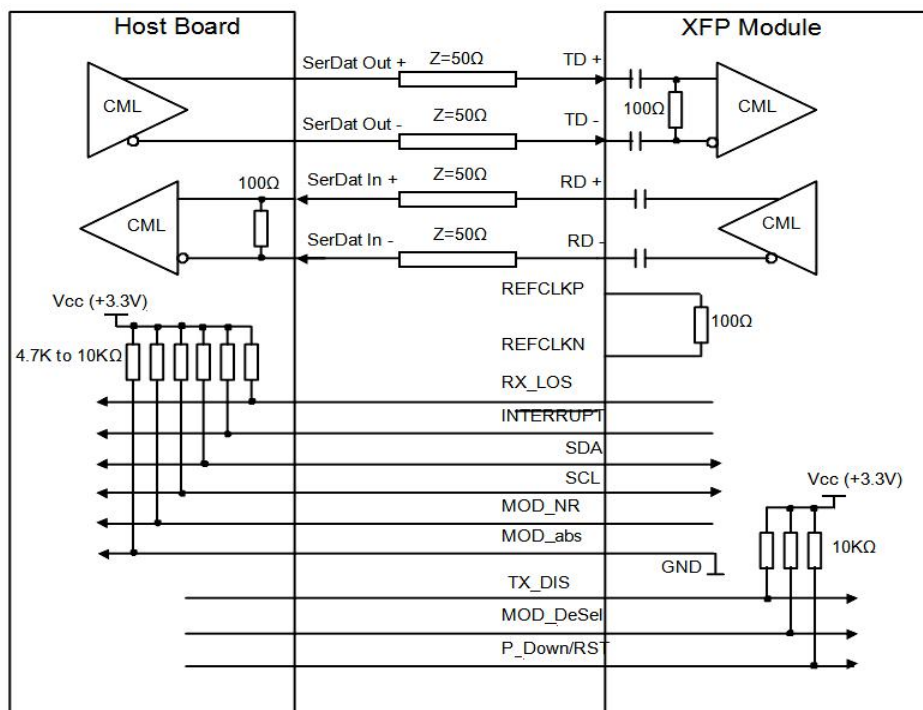 Host Board
XFP Module
SerDat Out +
Z=50Ω
TD +
CML
100Ω
CML
SerDat Out -
Z=50Ω
TD -
100Ω
SerDat In +
Z=50Ω
RD +
CML
CML
SerDat In -
Z=50Ω
RD -
REFCLKP
Vcc (+3.3V)
100Ω
4.7K to 10KΩ
REFCLKN
RX_LOS
INTERRUPT
SDA
SCL
Vcc (+3.3V)
MOD_NR
MOD_abs
10KΩ
GND
TX_DIS
MOD_DeSel
P_Down/RST